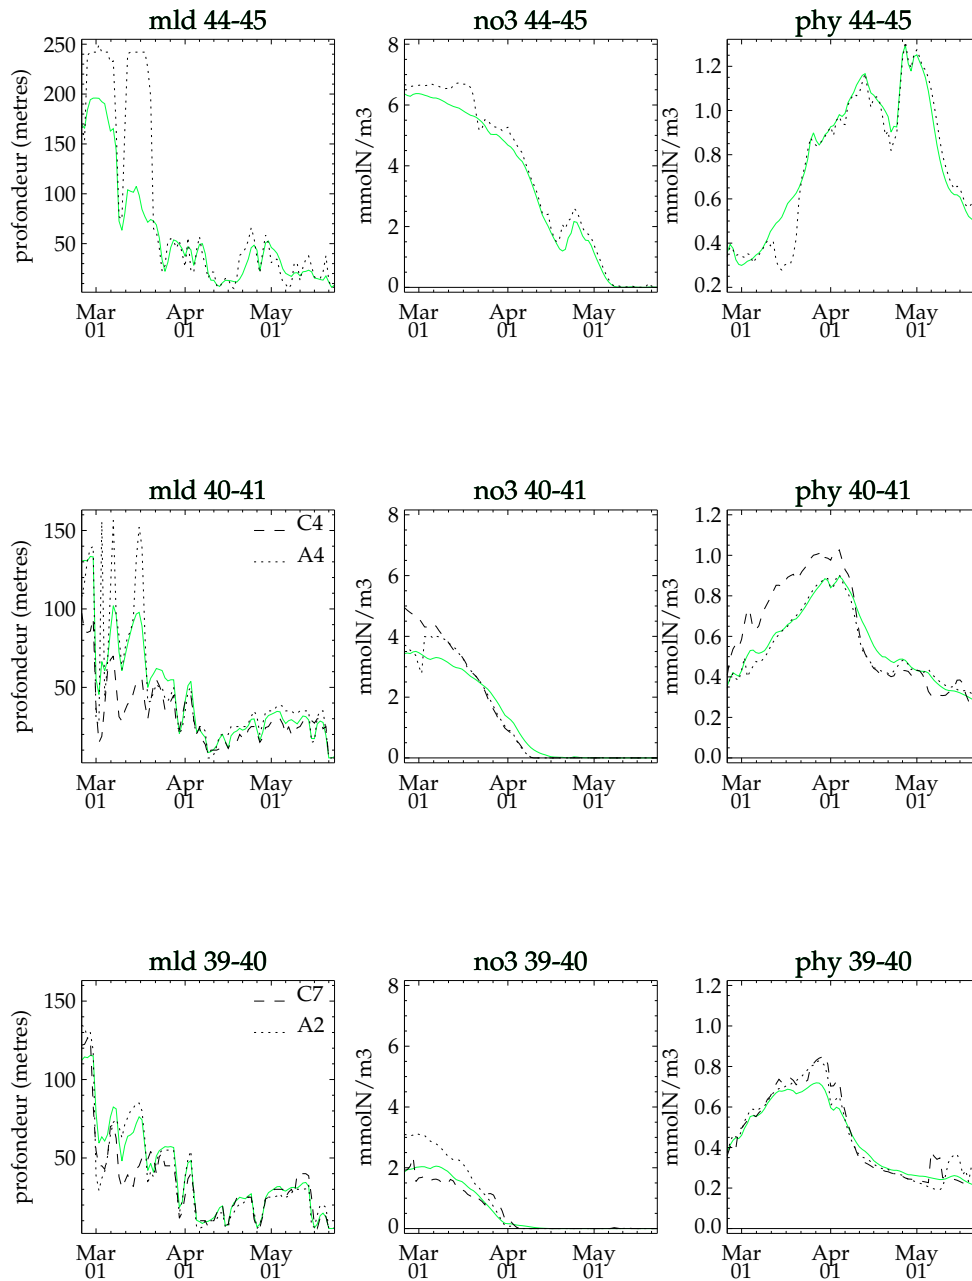 mld 44-45
no3 44-45
phy 44-45
profondeur (metres)
250
200
150
100
50
Mar
01
Apr
01
May
01
mmolN/m3
8
6
4
2
0
Mar
01
Apr
01
May
01
mmolN/m3
1.2
1.0
0.8
0.6
0.4
0.2
Mar
01
Apr
01
May
01
mld 40-41
no3 40-41
phy 40-41
profondeur (metres)
150
100
50
C4
A4
Mar
01
Apr
01
May
01
mmolN/m3
8
6
4
2
0
Mar
01
Apr
01
May
01
mmolN/m3
1.2
1.0
0.8
0.6
0.4
0.2
0.0
Mar
01
Apr
01
May
01
mld 39-40
no3 39-40
phy 39-40
profondeur (metres)
150
100
50
C7
A2
Mar
01
Apr
01
May
01
mmolN/m3
8
6
4
2
0
Mar
01
Apr
01
May
01
mmolN/m3
1.2
1.0
0.8
0.6
0.4
0.2
0.0
Mar
01
Apr
01
May
01